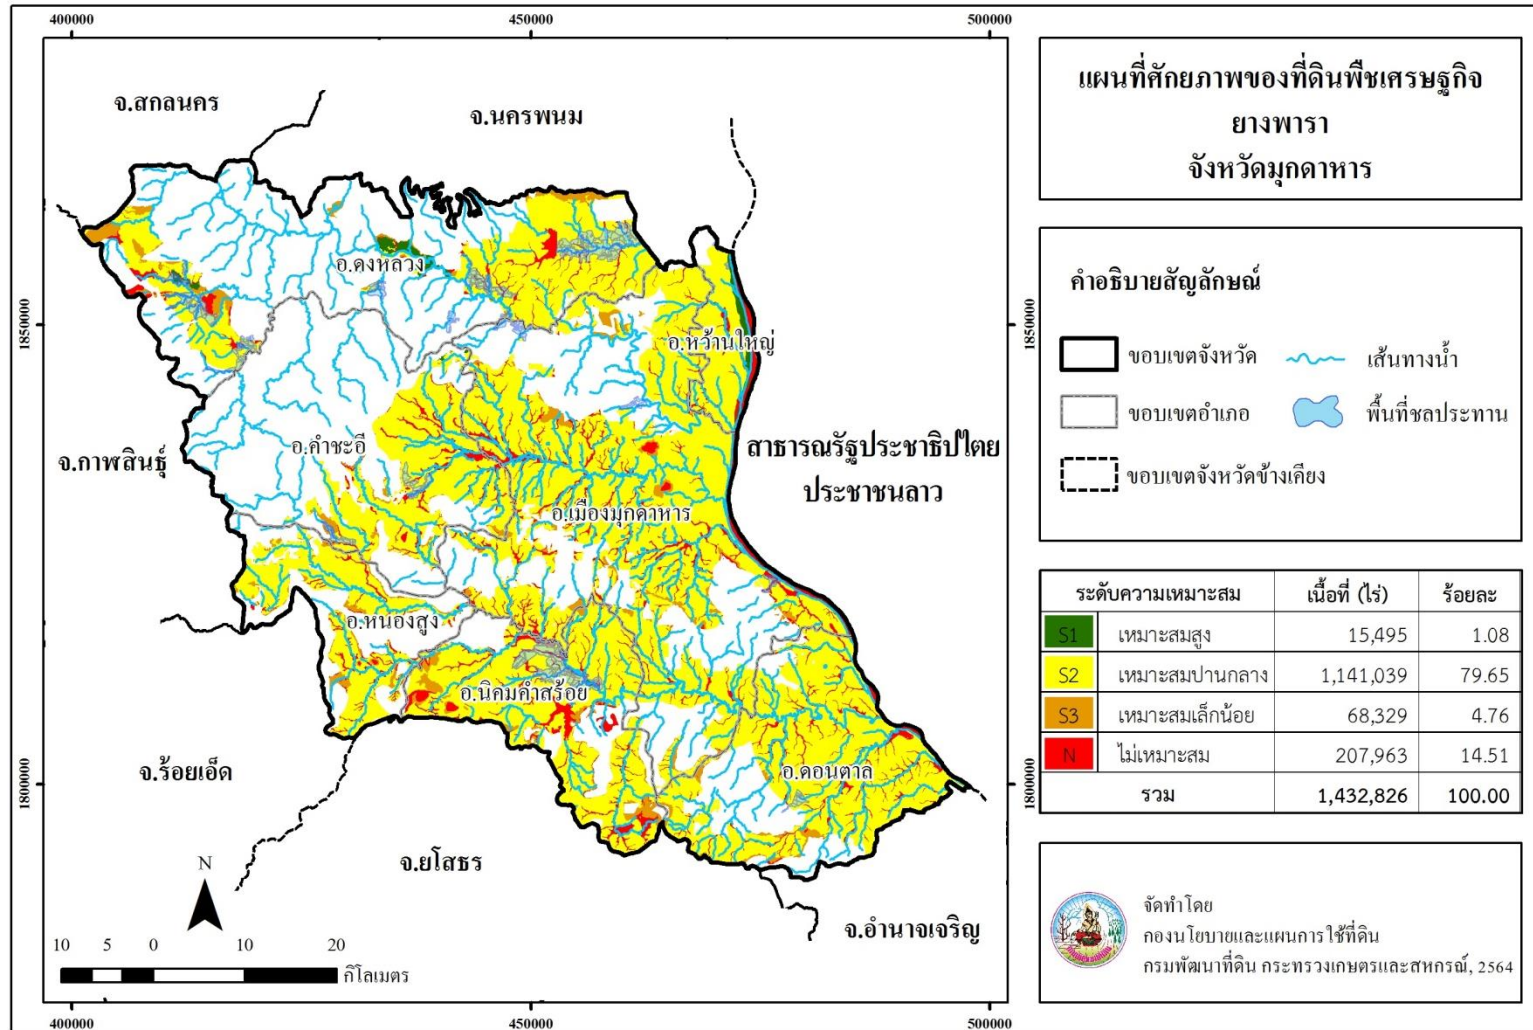 400000
450000
500000
จ.สกลนคร
จ.นครพนม
1850000
1850000
อ.ดงหลวง
อ.หว้านใหญ่
อ.คำชะอี
จ.กาฬสินธุ์
สาธารณรัฐประชาธิปไตย
ประชาชนลาว
อ.เมืองมุกดาหาร
อ.หนองสูง
อ.นิคมคำสร้อย
จ.ร้อยเอ็ด
อ.ดอนตาล
1800000
1800000
จ.ยโสธร
N
จ.อำนาจเจริญ
10 5 0 10 20
กิโลเมตร
400000
450000
500000
แผนที่ศักยภาพของที่ดินพืชเศรษฐกิจ
ยางพารา
จังหวัดมุกดาหาร
คำอธิบายสัญลักษณ์
ขอบเขตจังหวัด เส้นทางน้ำ
ขอบเขตอำเภอ พื้นที่ชลประทาน
ขอบเขตจังหวัดข้างเคียง
ระดับความเหมาะสม เนื้อที่ (ไร่) ร้อยละ
S1 เหมาะสมสูง 15,495 1.08
S2 เหมาะสมปานกลาง 1,141,039 79.65
S3 เหมาะสมเล็กน้อย 68,329 4.76
N ไม่เหมาะสม 207,963 14.51
รวม 1,432,826 100.00
จัดทำโดย
กองนโยบายและแผนการใช้ที่ดิน
กรมพัฒนาที่ดิน กระทรวงเกษตรและสหกรณ์, 2564